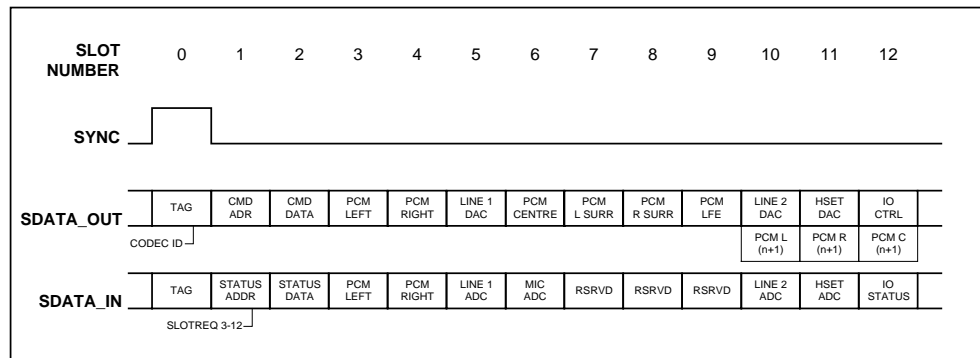 SLOT NUMBER 0 1 2 3 4 5 6 7 8 9 10 11 12
SYNC
SDATA_OUT TAG CMD ADR CMD DATA PCM LEFT PCM RIGHT LINE 1 DAC PCM CENTRE PCM L SURR PCM R SURR PCM LFE LINE 2 DAC HSET DAC IO CTRL
CODEC ID PCM L (n+1) PCM R (n+1) PCM C (n+1)
SDATA_IN TAG STATUS ADDR STATUS DATA PCM LEFT PCM RIGHT LINE 1 ADC MIC ADC RSRVD RSRVD RSRVD LINE 2 ADC HSET ADC IO STATUS
SLOTREQ 3-12